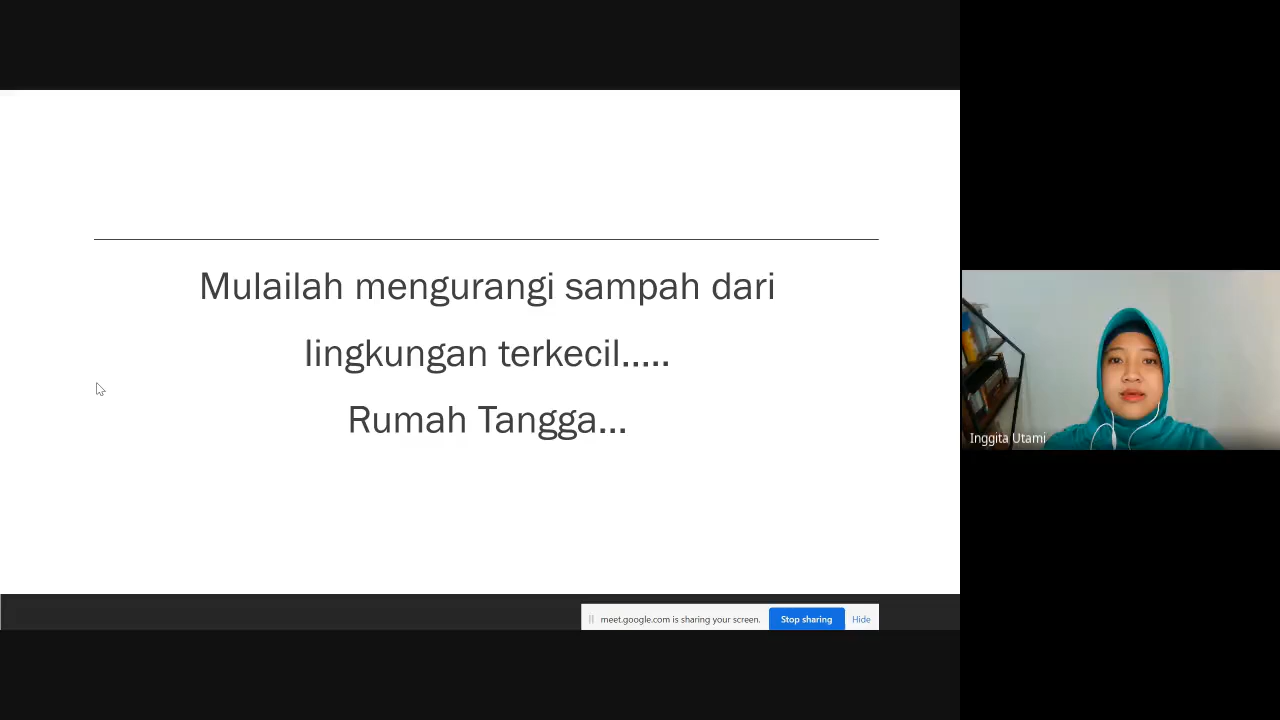 Mulailah mengurangi sampah dari
lingkungan terkecil.....
Rumah Tangga...
Inggita Utami
meet.google.com is sharing your screen.
Stop sharing
Hide